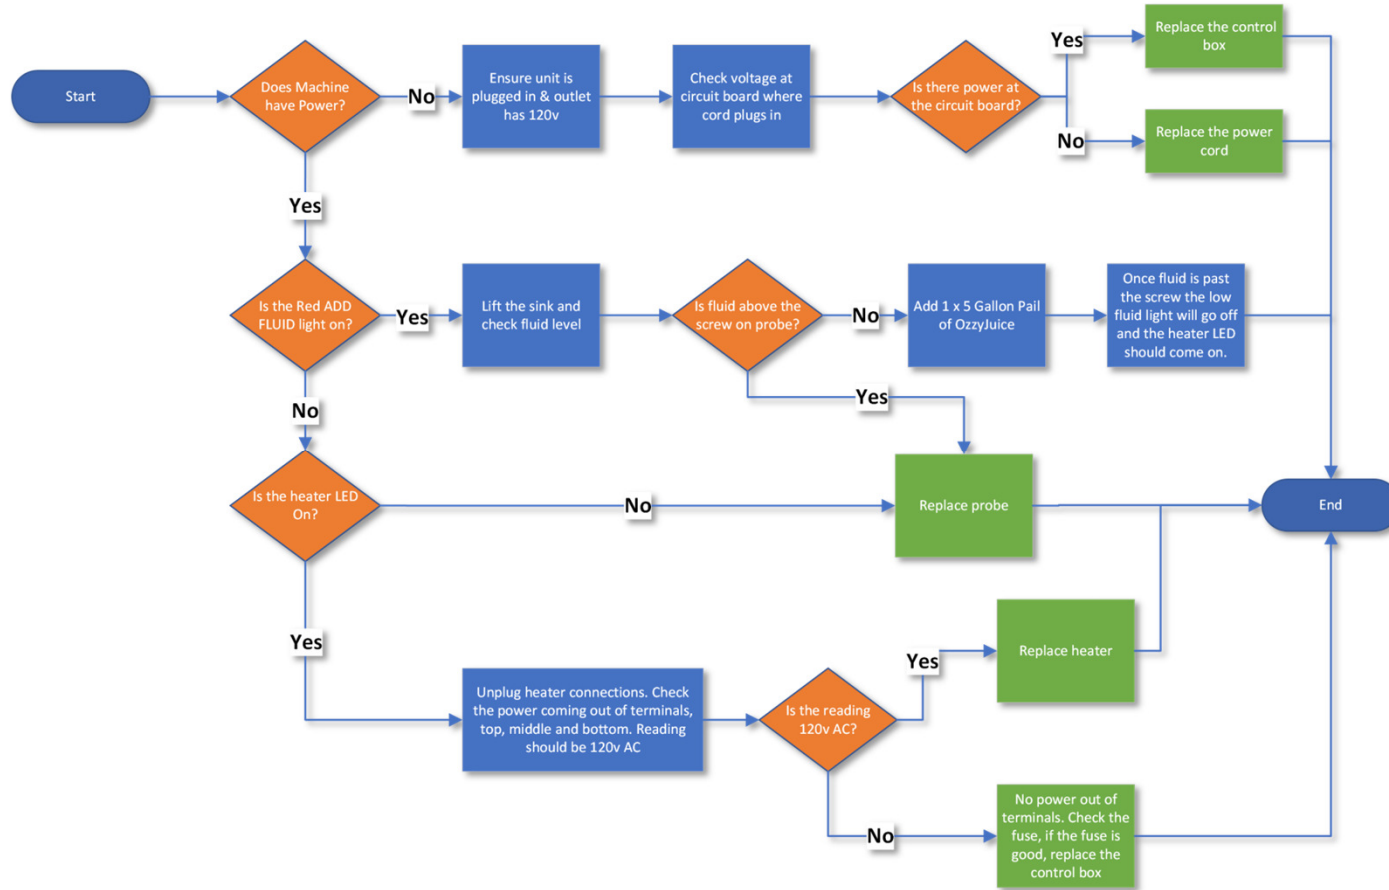 Start
Does Machine
have Power?
No
Ensure unit is
plugged in & outlet
has 120v
Check voltage at
circuit board where
cord plugs in
Is there power at
the circuit board?
Yes
Replace the control
box
No
Replace the power
cord
Yes
Is the Red ADD
FLUID light on?
Yes
Lift the sink and
check fluid level
Is fluid above the
screw on probe?
No
Add 1 x 5 Gallon Pail
of OzzyJuice
Once fluid is past
the screw the low
fluid light will go off
and the heater LED
should come on.
Yes
No
Is the heater LED
On?
No
Replace probe
End
Yes
Unplug heater connections. Check
the power coming out of terminals,
top, middle and bottom. Reading
should be 120v AC
Is the reading
120v AC?
Yes
Replace heater
No
No power out of
terminals. Check the
fuse, if the fuse is
good, replace the
control box